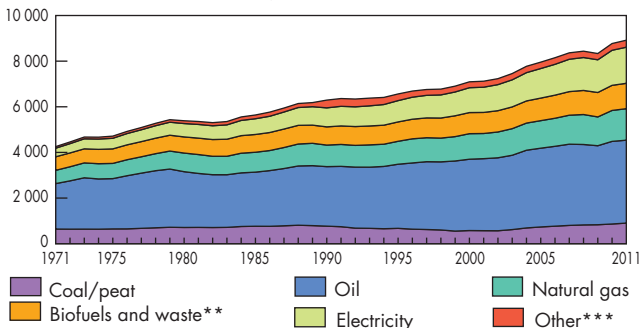 10 000
8 000
6 000
4 000
2 000
0
1971 1975 1980 1985 1990 1995 2000 2005 2011
Coal/peat Oil Natural gas
Biofuels and waste** Electricity Other***